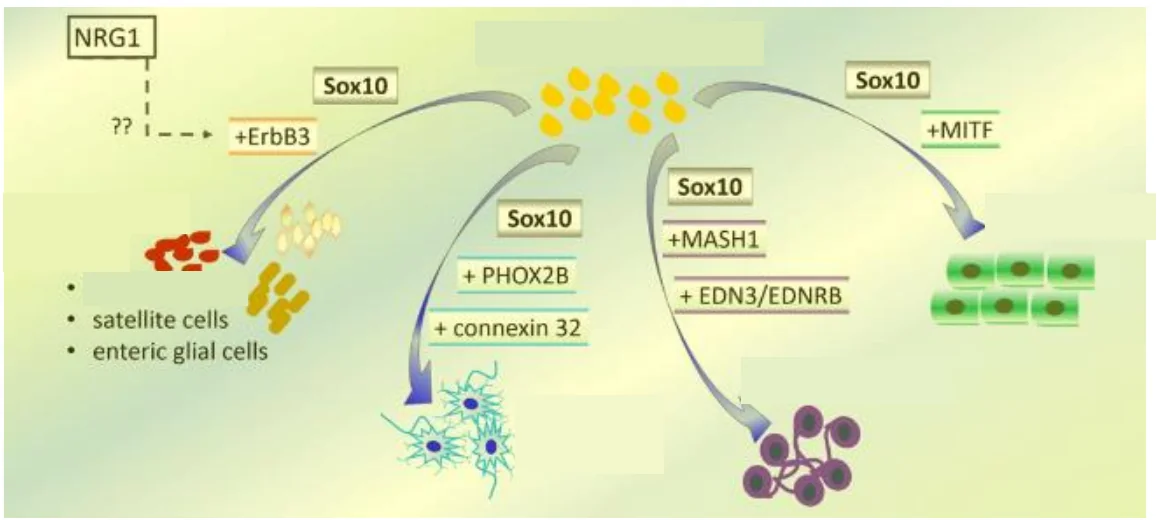 NRG1
??
Sox10
+ErbB3
•
• satellite cells
• enteric glial cells
Sox10
+ PHOX2B
+ connexin 32
Sox10
+MASH1
+ EDN3/EDNRB
Sox10
+MITF